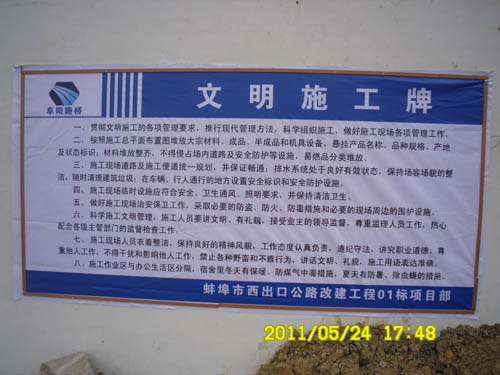 阜阳路桥
文明施工牌
一、贯彻文明施工的各项管理要求，推行现代管理方法，科学组织施工，做好施工现场各项管理工作。
二、按照施工总平面布置图堆放大宗材料、成品、半成品和机具设备，悬挂产品名称、品种规格、产地
及状态标识；材料堆放整齐，不得侵占场内道路及安全防护等设施，易燃品分类堆放。
三、施工现场道路及施工便道统一规划，并保证畅通；排水系统处于良好有效状态，保持场容场貌的整
洁，随时清理建筑垃圾；在车辆、行人通行的地方设置安全标识和安全防护设施。
四、施工现场临时设施应符合安全、卫生通风、照明要求，并保持清洁卫生。
五、做好施工现场治安保卫工作，采取必要的防盗、防火、防毒措施和必要的现场周边的围护设施。
六、科学施工文明管理，施工人员要讲文明、有礼貌，接受业主的领导监督，尊重监理人员工作，热心
配合各级主管部门的监督检查工作。
七、施工现场人员衣着整洁，保持良好的精神风貌，工作态度认真负责，遵纪守法，讲究职业道德，尊
重他人工作，不得干扰和影响他人工作，禁止各种野蛮和不雅行为，讲话文明、礼貌，施工用语表达准确。
八、施工作业区与办公生活区分隔，宿舍里冬天有保暖、防煤气中毒措施，夏天有防暑、除虫蝇的措施。
蚌埠市西出口公路改建工程01标项目部
2011/05/24 17:48